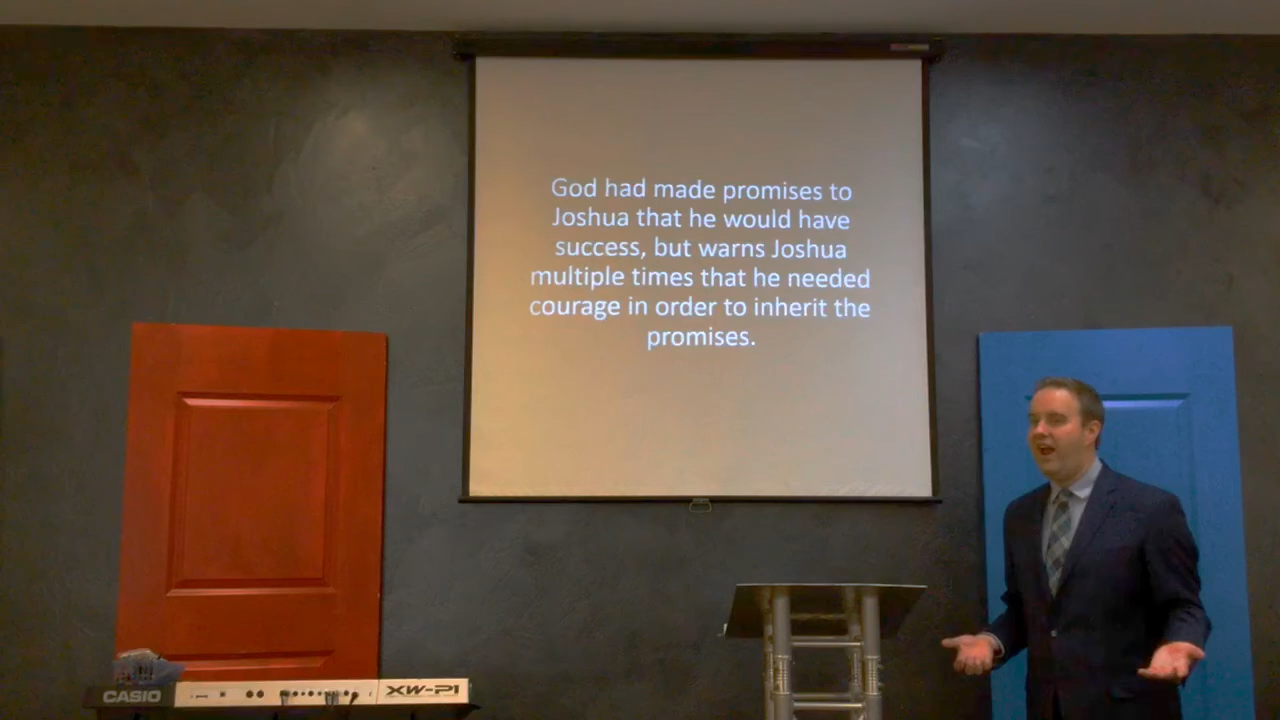 God had made promises to
Joshua that he would have
success, but warns Joshua
multiple times that he needed
courage in order to inherit the
promises.
CASIO
XW-P1